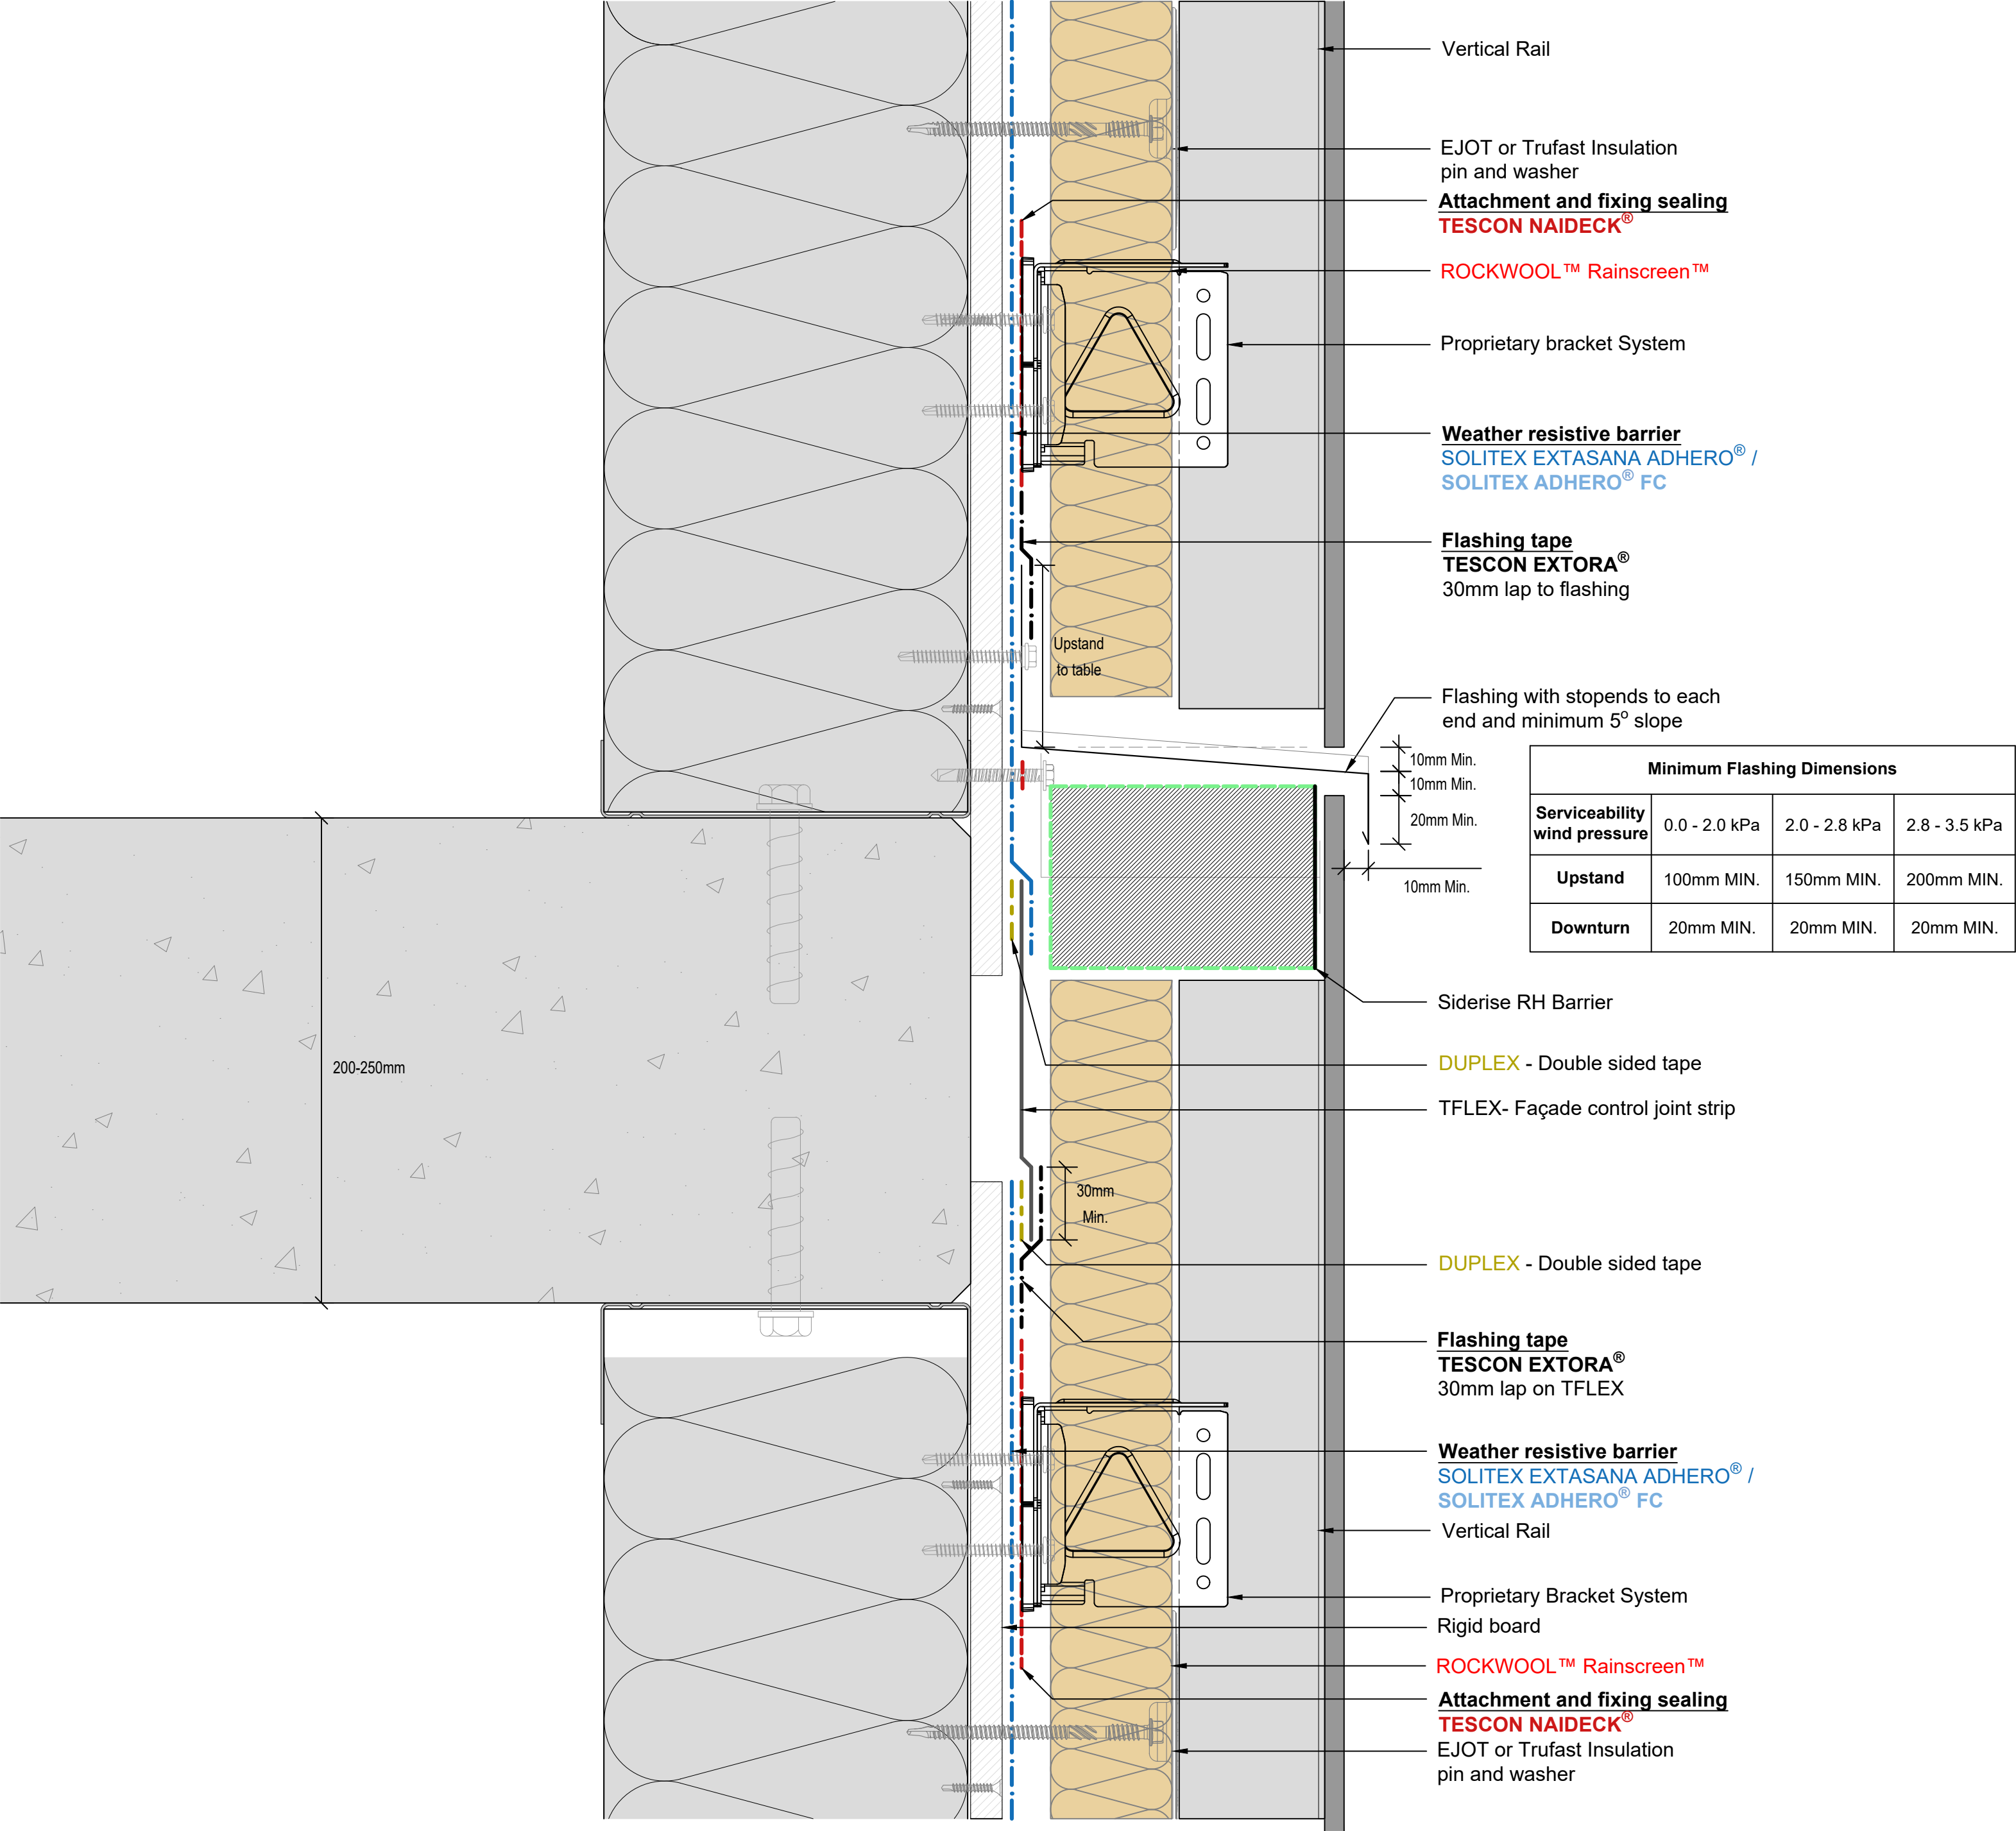 Vertical Rail
EJOT or Trufast Insulation
pin and washer
Attachment and fixing sealing
TESCON NAIDECK®
ROCKWOOL™ Rainscreen™
Proprietary bracket System
Weather resistive barrier
SOLITEX EXTASANA ADHERO® /
SOLITEX ADHERO® FC
Flashing tape
TESCON EXTORA®
30mm lap to flashing
Upstand
to table
Flashing with stopends to each
end and minimum 5° slope
10mm Min.
10mm Min.
20mm Min.
10mm Min.
Minimum Flashing Dimensions
Serviceability
wind pressure 0.0 - 2.0 kPa 2.0 - 2.8 kPa 2.8 - 3.5 kPa
Upstand 100mm MIN. 150mm MIN. 200mm MIN.
Downturn 20mm MIN. 20mm MIN. 20mm MIN.
Siderise RH Barrier
DUPLEX - Double sided tape
200-250mm
TFLEX- Façade control joint strip
30mm
Min.
DUPLEX - Double sided tape
Flashing tape
TESCON EXTORA®
30mm lap on TFLEX
Weather resistive barrier
SOLITEX EXTASANA ADHERO® /
SOLITEX ADHERO® FC
Vertical Rail
Proprietary Bracket System
Rigid board
ROCKWOOL™ Rainscreen™
Attachment and fixing sealing
TESCON NAIDECK®
EJOT or Trufast Insulation
pin and washer